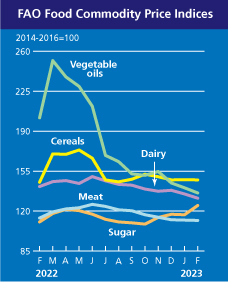 FAO Food Commodity Price Indices
2014-2016=100
260
Vegetable
oils
225
190
Cereals
155
Dairy
Meat
120
Sugar
85
F M A M J J A S O N D J F
2022 2023